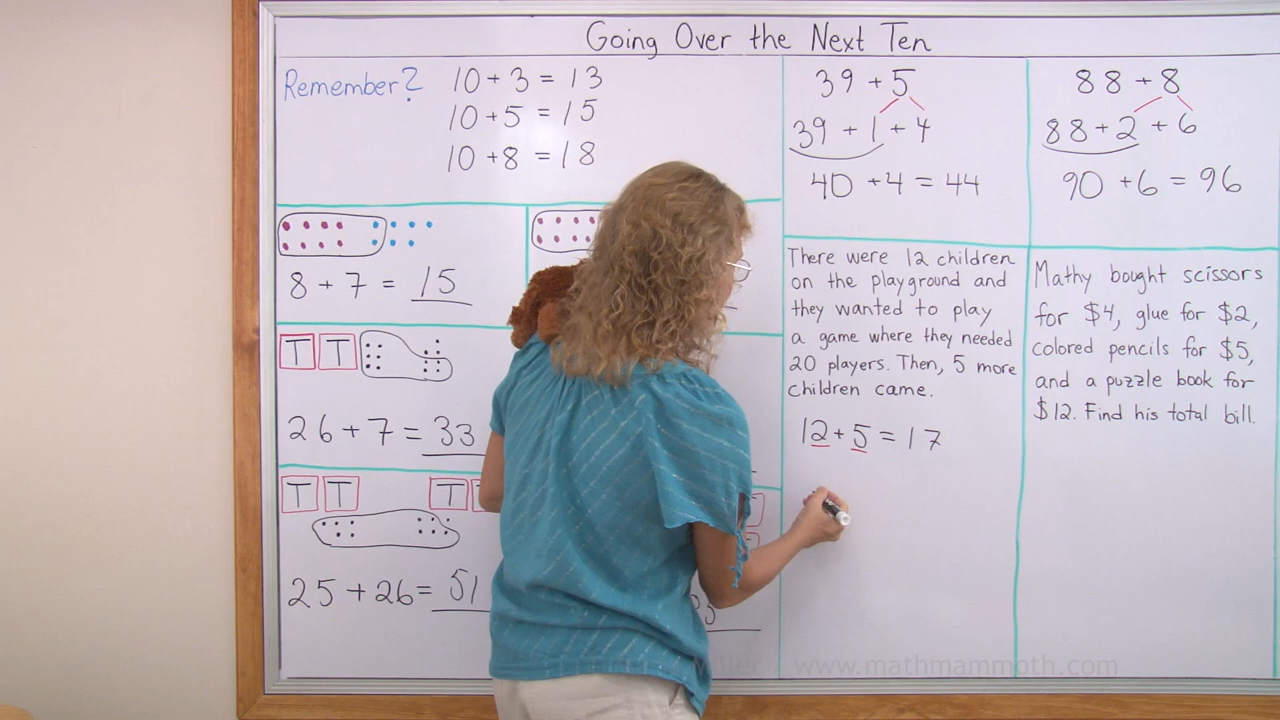 Going Over the Next Ten
Remember?
10 + 3 = 13
10 + 5 = 15
10 + 8 = 18
8 + 7 = 15
T T
26 + 7 = 33
T T T
25 + 26 = 51
39 + 5
39 + 1 + 4
40 + 4 = 44
88 + 8
88 + 2 + 6
90 + 6 = 96
There were 12 children
on the playground and
they wanted to play
a game where they needed
20 players. Then, 5 more
children came.
12 + 5 = 17
Mathy bought scissors
for $4, glue for $2,
colored pencils for $5,
and a puzzle book for
$12. Find his total bill.
www.mathmammoth.com